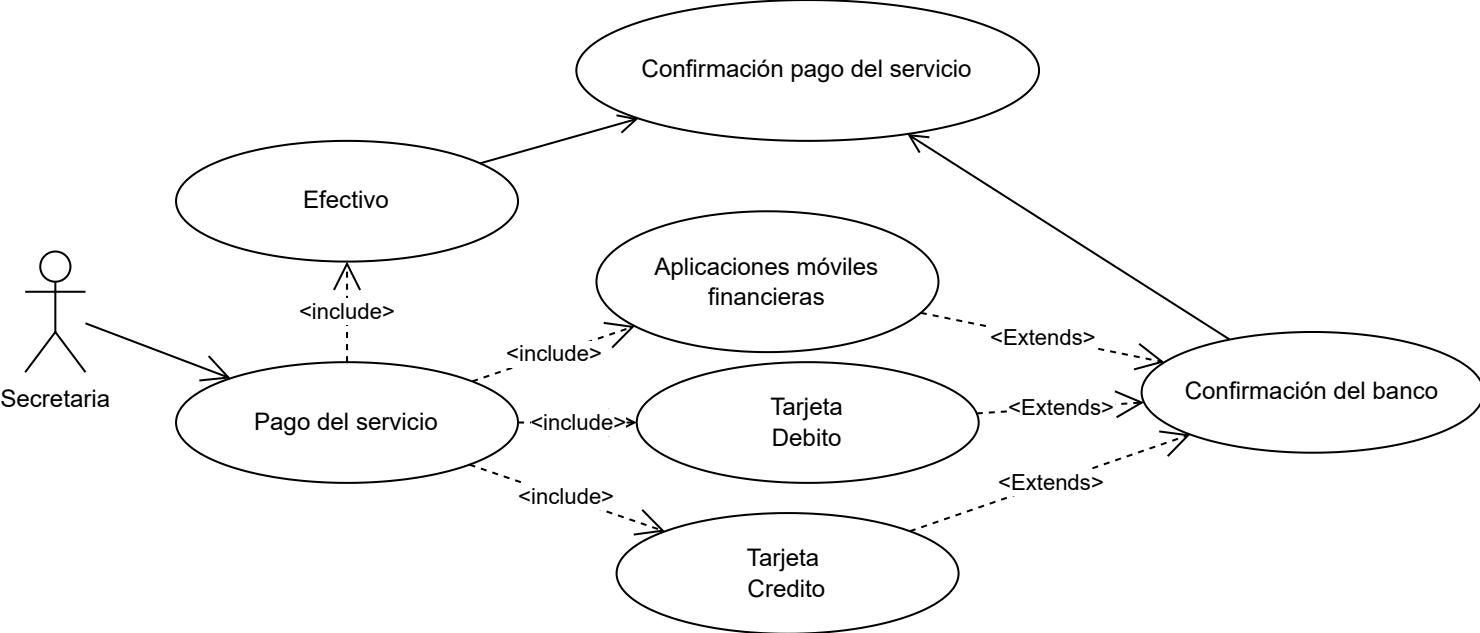 Confirmación pago del servicio
Efectivo
Aplicaciones móviles
financieras
<include>
<Extends>
<include>
Secretaria
Pago del servicio
<include>
Tarjeta
Debito
<Extends>
Confirmación del banco
<include>
<Extends>
Tarjeta
Credito